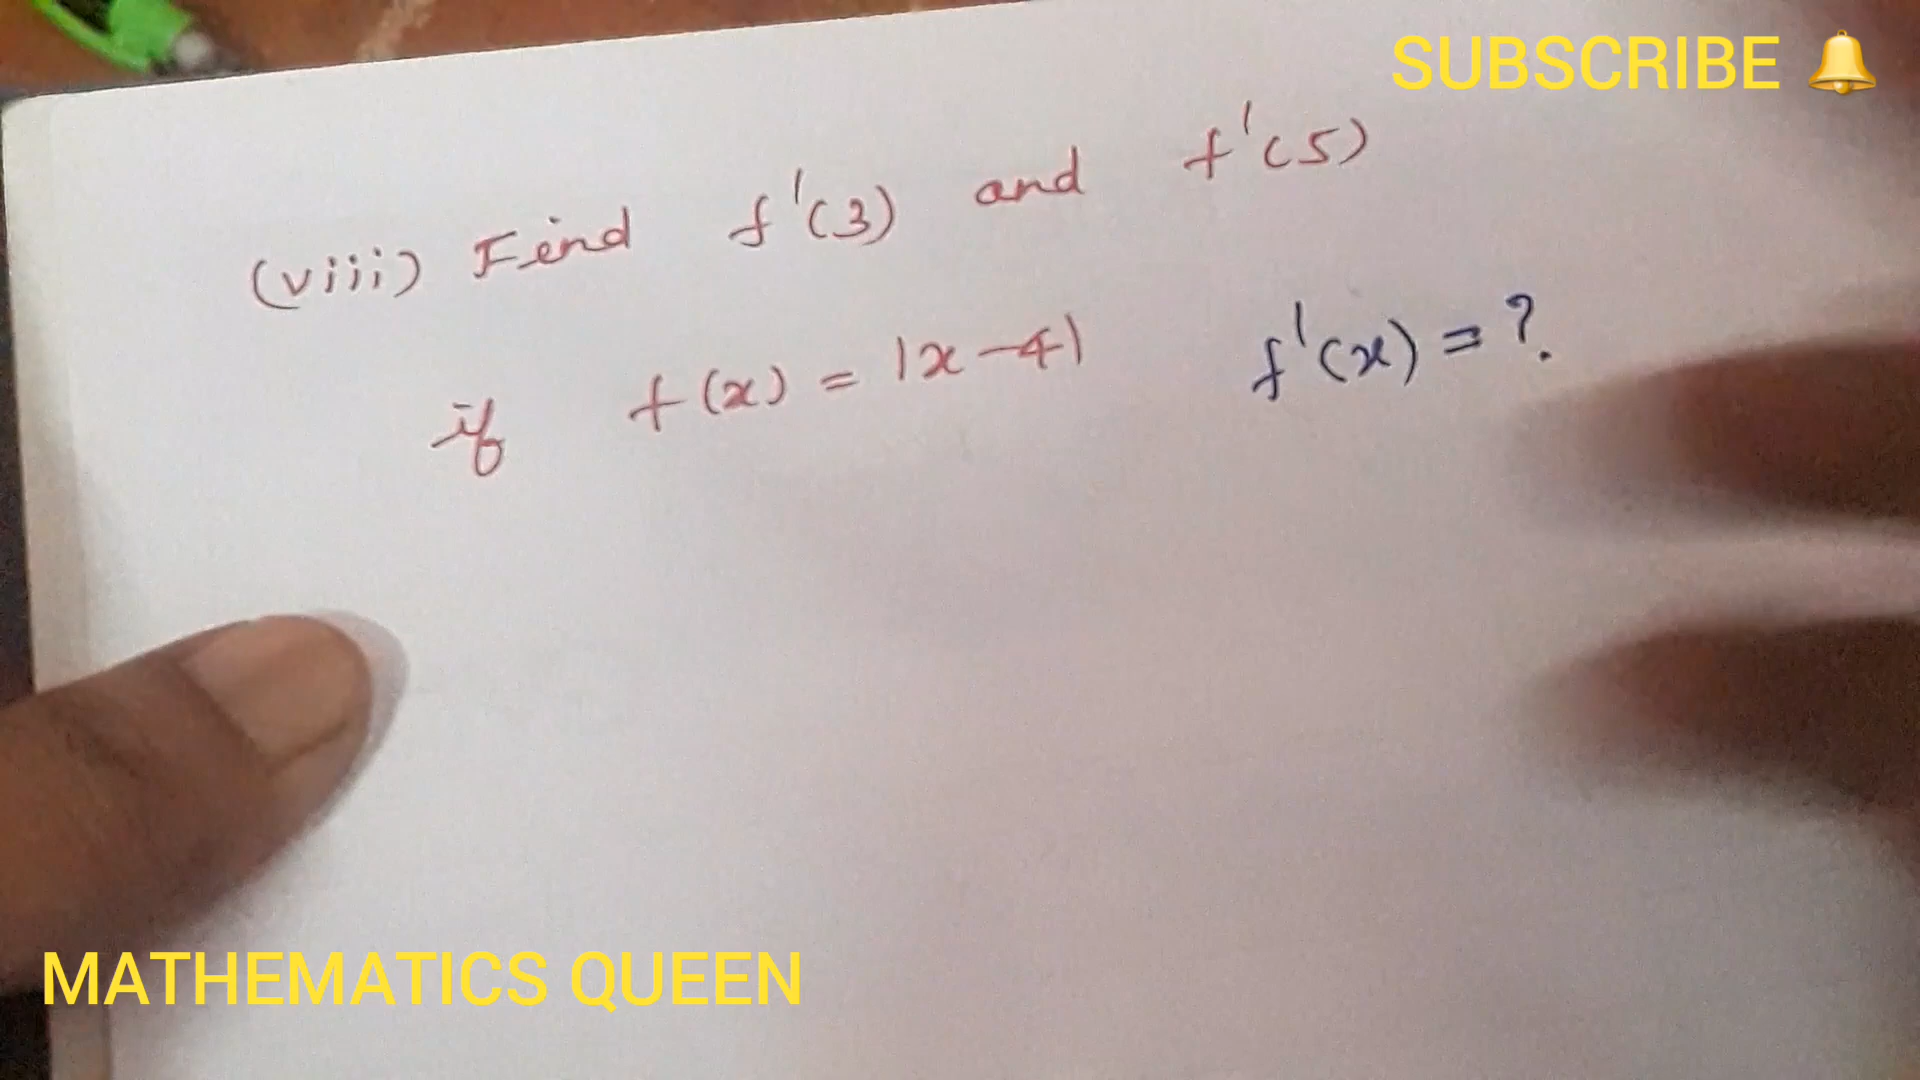 SUBSCRIBE 🔔
(viii) Find f'(3) and f'(5)
if f(x) = |x-4| f'(x) = ?.
MATHEMATICS QUEEN